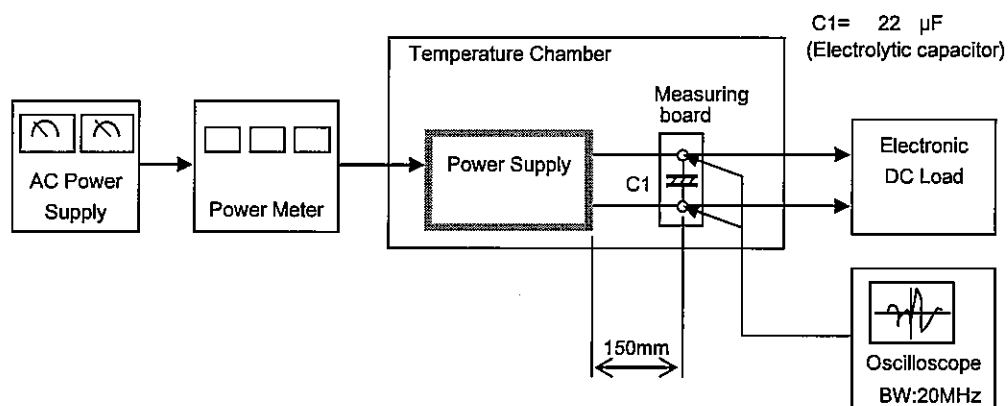 C1= 22 µF
(Electrolytic capacitor)
Temperature Chamber
Measuring
board
AC Power
Supply
Power Meter
Power Supply
C1
Electronic
DC Load
150mm
Oscilloscope
BW:20MHz